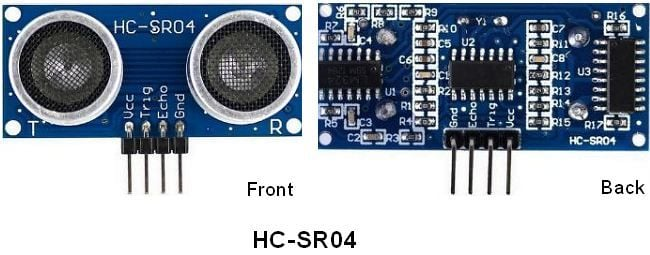 HC-SR04
Vcc
Trig
Echo
Gnd
T
R
Front
R6
R8
R9
R7
C4
R10
C5
C6
C1
R2
R1
R3
R4
U1
R5
C3
C2
Y1
U2
C7
R11
C8
R12
R13
R14
R15
R16
U3
R17
Gnd
Echo
Trig
Vcc
HC-SR04
Back
HC-SR04